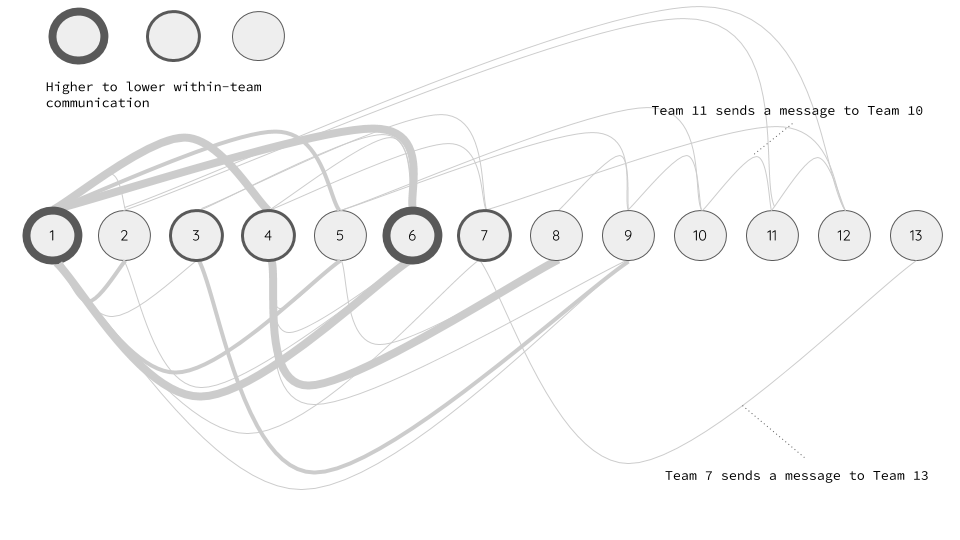 Higher to lower within-team
communication
Team 11 sends a message to Team 10
1 2 3 4 5 6 7 8 9 10 11 12 13
Team 7 sends a message to Team 13